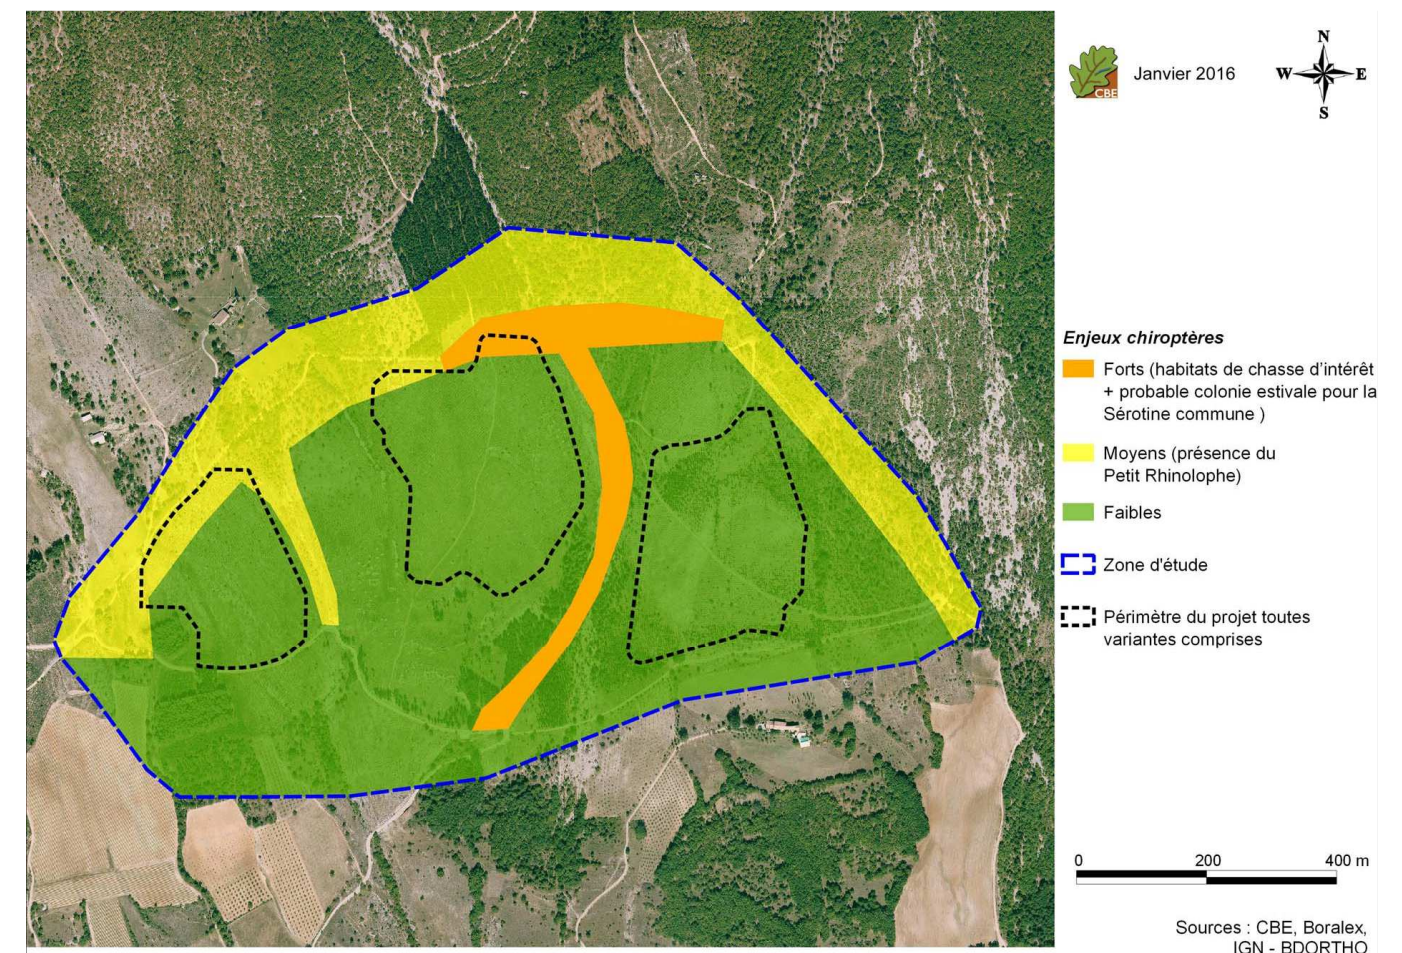 N
Janvier 2016
W E
CBE
S
Enjeux chiroptères
Forts (habitats de chasse d'intérêt
+ probable colonie estivale pour la
Sérotine commune )
Moyens (présence du
Petit Rhinolophe)
Faibles
Zone d'étude
Périmètre du projet toutes
variantes comprises
0 200 400 m
Sources : CBE, Boralex,
IGN - BDORTHO